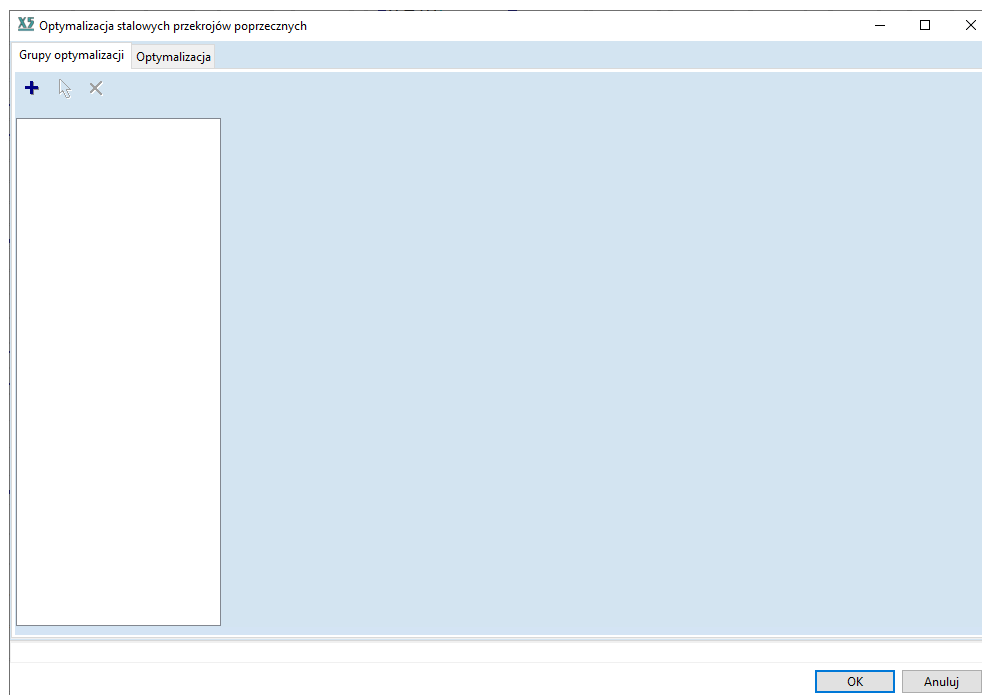 X5 Optymalizacja stalowych przekrojów poprzecznych
Grupy optymalizacji Optymalizacja
OK Anuluj